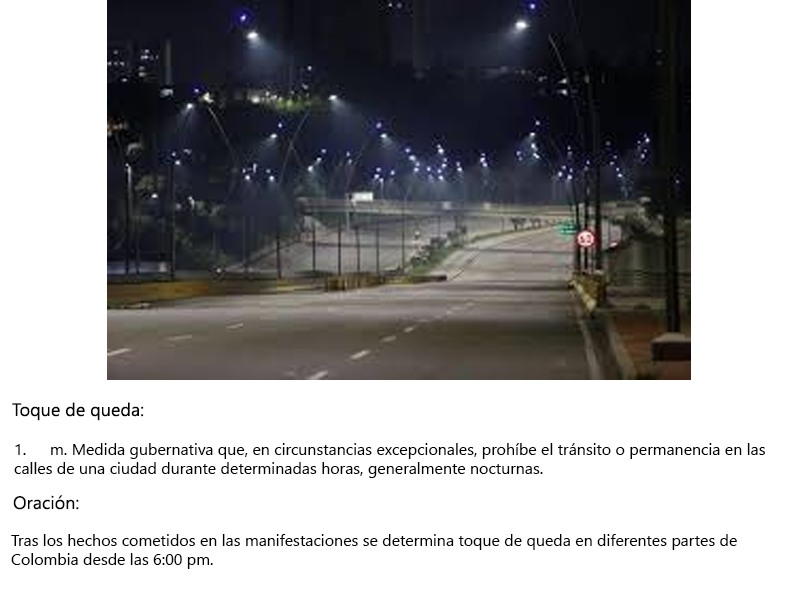 Toque de queda:
1. m. Medida gubernativa que, en circunstancias excepcionales, prohíbe el tránsito o permanencia en las
calles de una ciudad durante determinadas horas, generalmente nocturnas.
Oración:
Tras los hechos cometidos en las manifestaciones se determina toque de queda en diferentes partes de
Colombia desde las 6:00 pm.